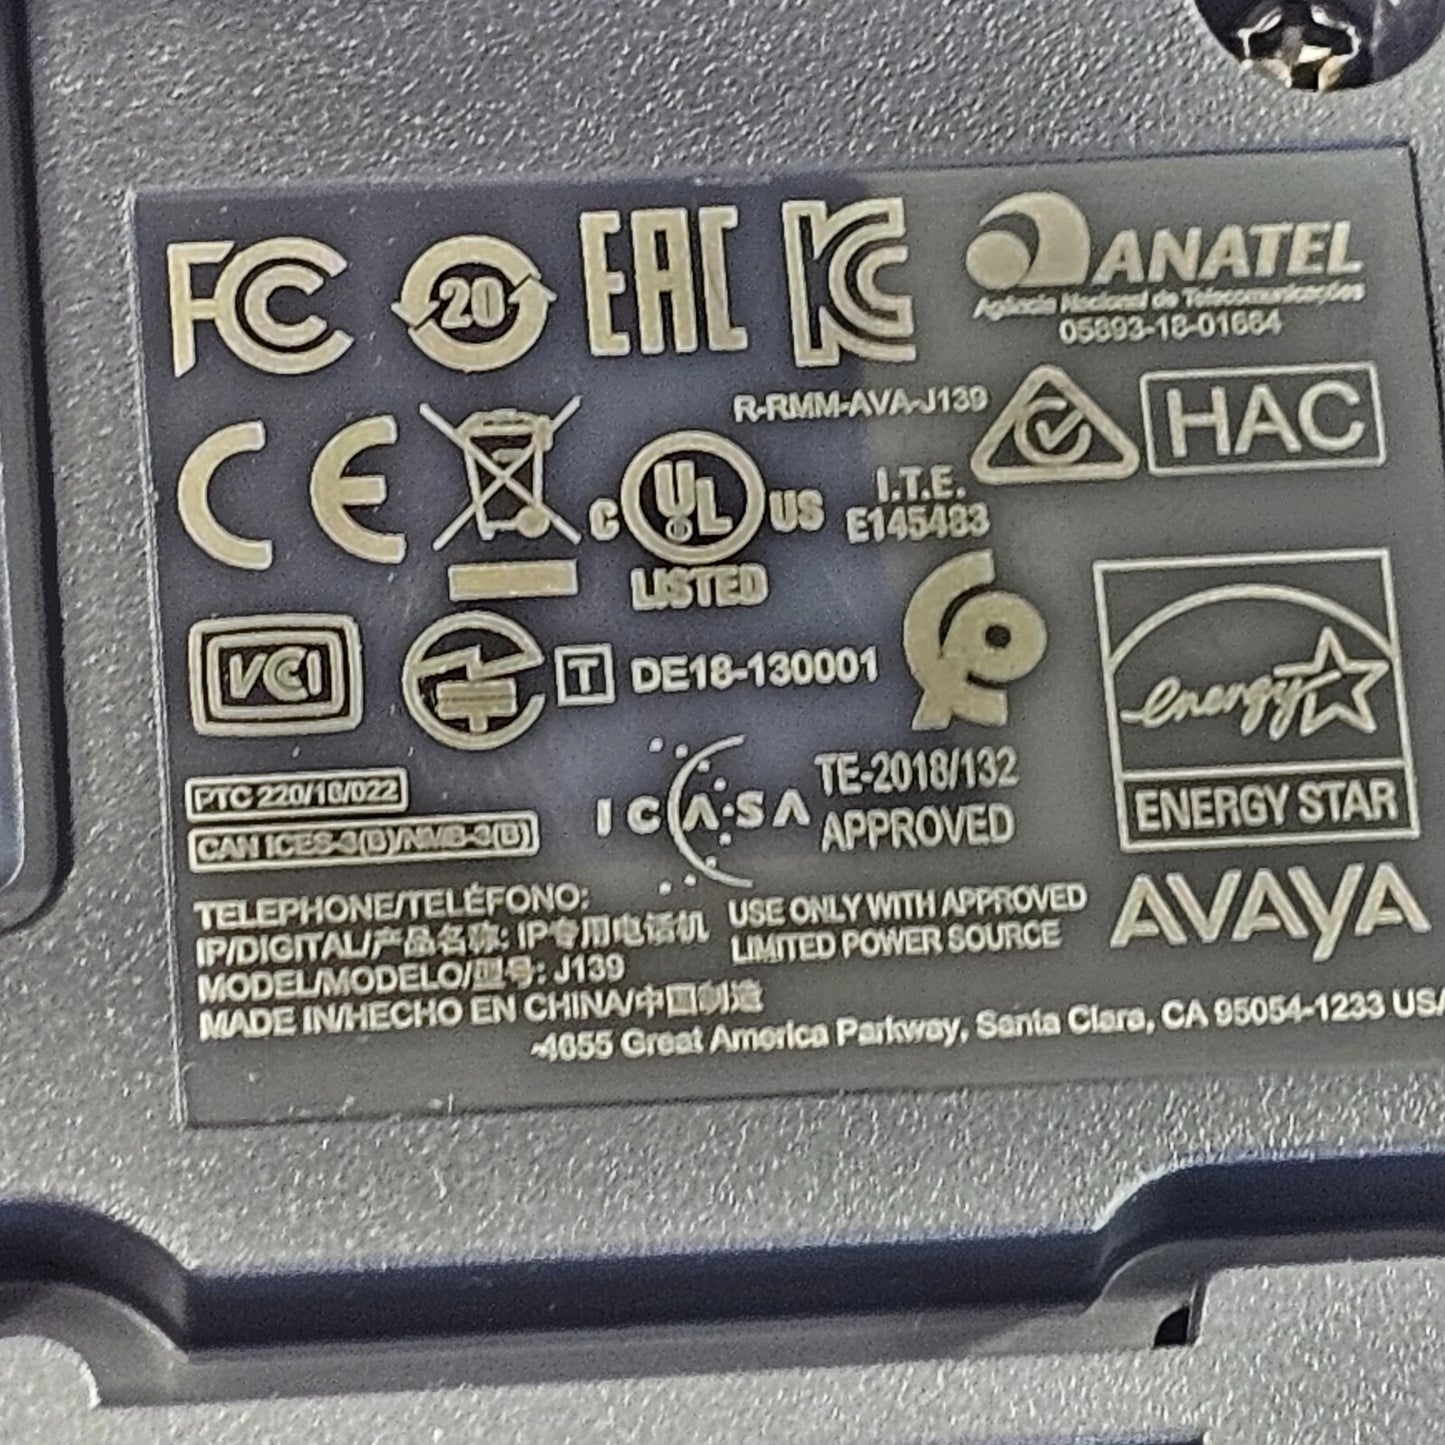 FC
20
EAC
KC
ANATEL
Agência Nacional de Telecomunicações
05893-18-01664
R-RMM-AVA-J139
HAC
CE
C UL US
LISTED
I.T.E.
E145483
VCI
T DE18-130001
energy
ENERGY STAR
PTC 220/18/022
CAN ICES-3(B)/NMB-3(B)
ICASA
TE-2018/132
APPROVED
TELEPHONE/TELÉFONO:
IP/DIGITAL/产品名称: IP专用电话机
MODEL/MODELO/型号: J139
MADE IN/HECHO EN CHINA/中国制造
USE ONLY WITH APPROVED
LIMITED POWER SOURCE
AVAYA
-4655 Great America Parkway, Santa Clara, CA 95054-1233 USA